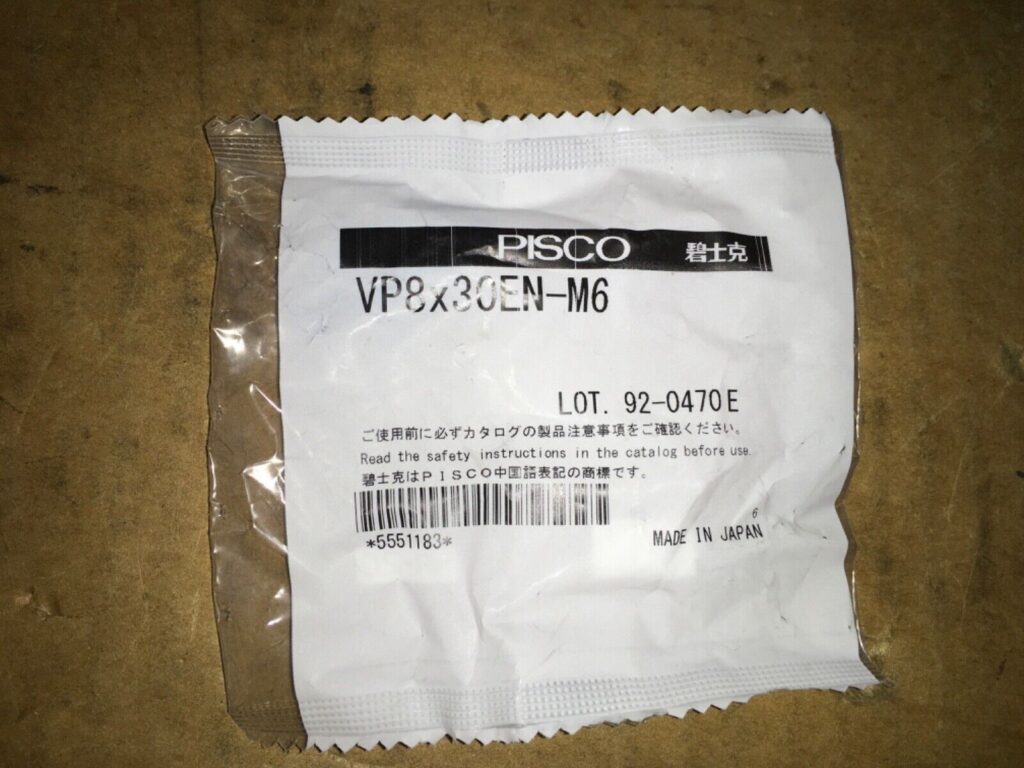 PISCO 碧士克
VP8x30EN-M6
LOT. 92-0470E
ご使用前に必ずカタログの製品注意事項をご確認ください。
Read the safety instructions in the catalog before use.
碧士克はPISCO中国語表記の商標です。
6
*5551183*
MADE IN JAPAN